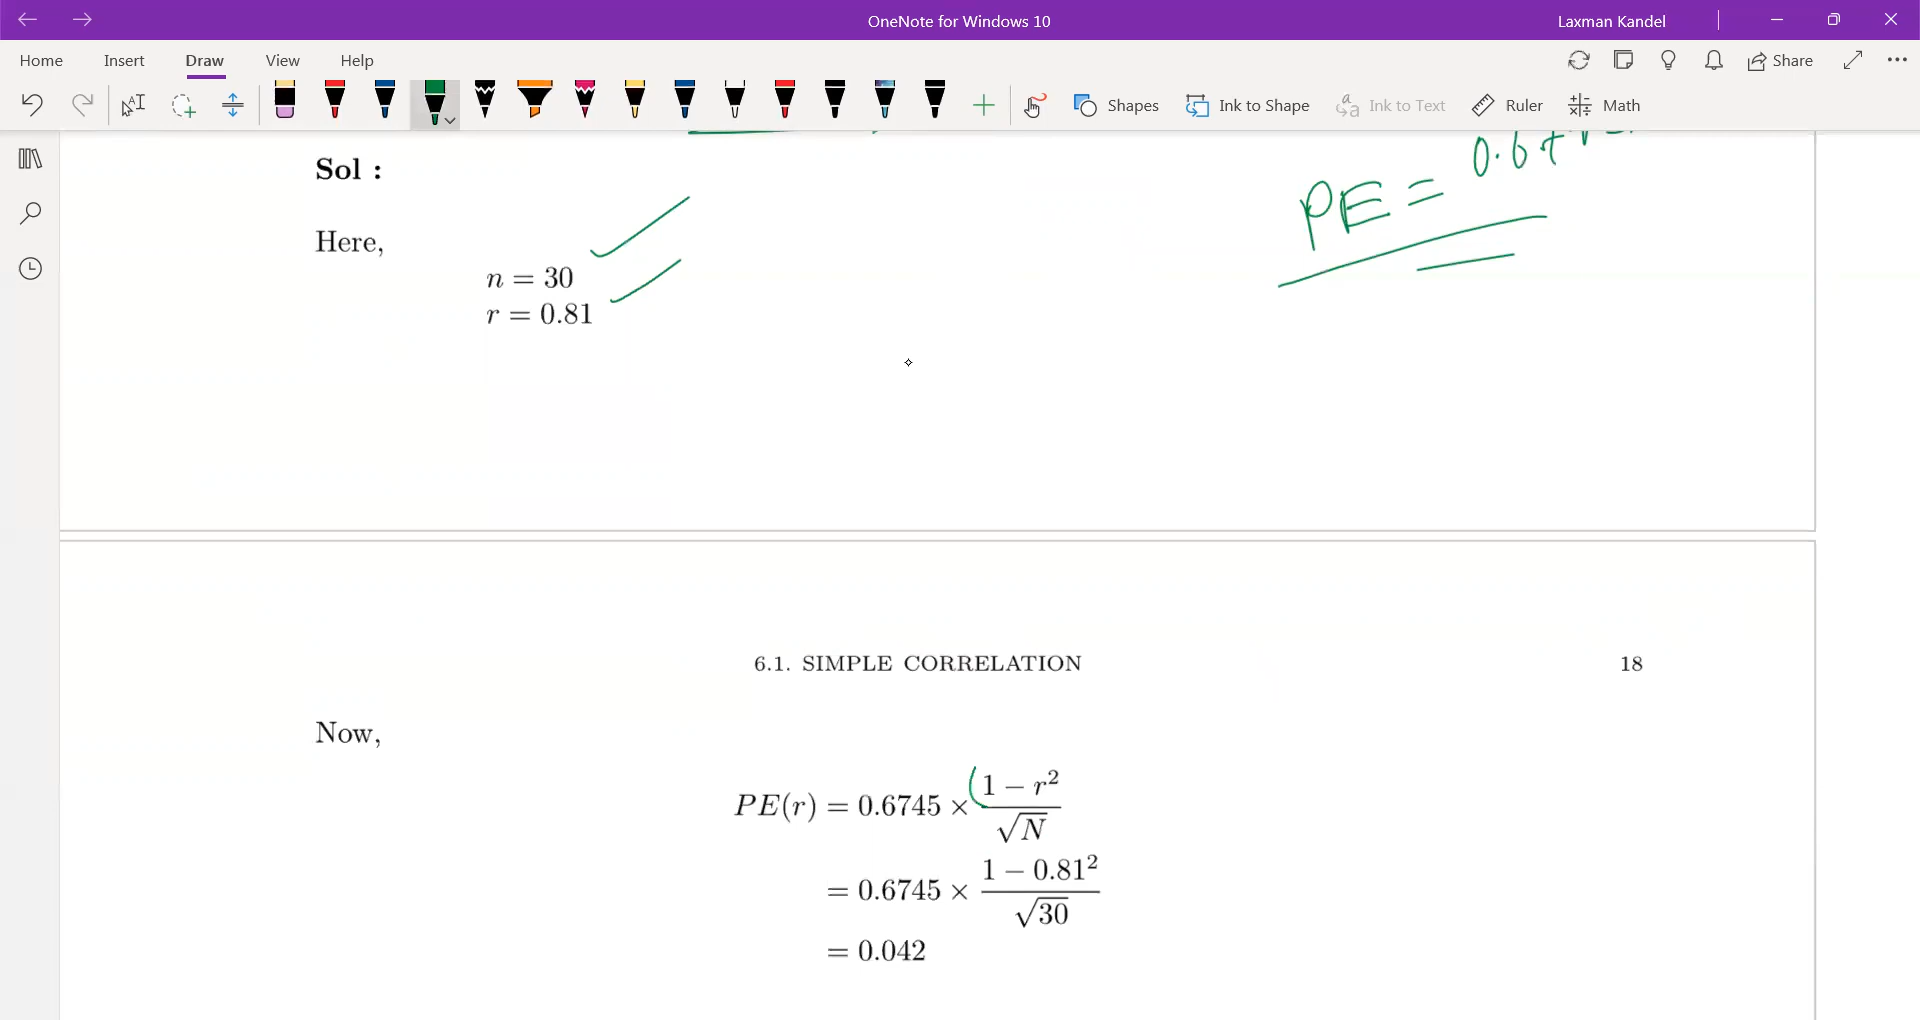 OneNote for Windows 10
Laxman Kandel
Home Insert Draw View Help
Share
Shapes Ink to Shape Ink to Text Ruler Math
Sol :
PE =
Here,
n = 30
r = 0.81
6.1. SIMPLE CORRELATION 18
Now,
PE(r) = 0.6745 × (1 − r² / √N
= 0.6745 × 1 − 0.81² / √30
= 0.042